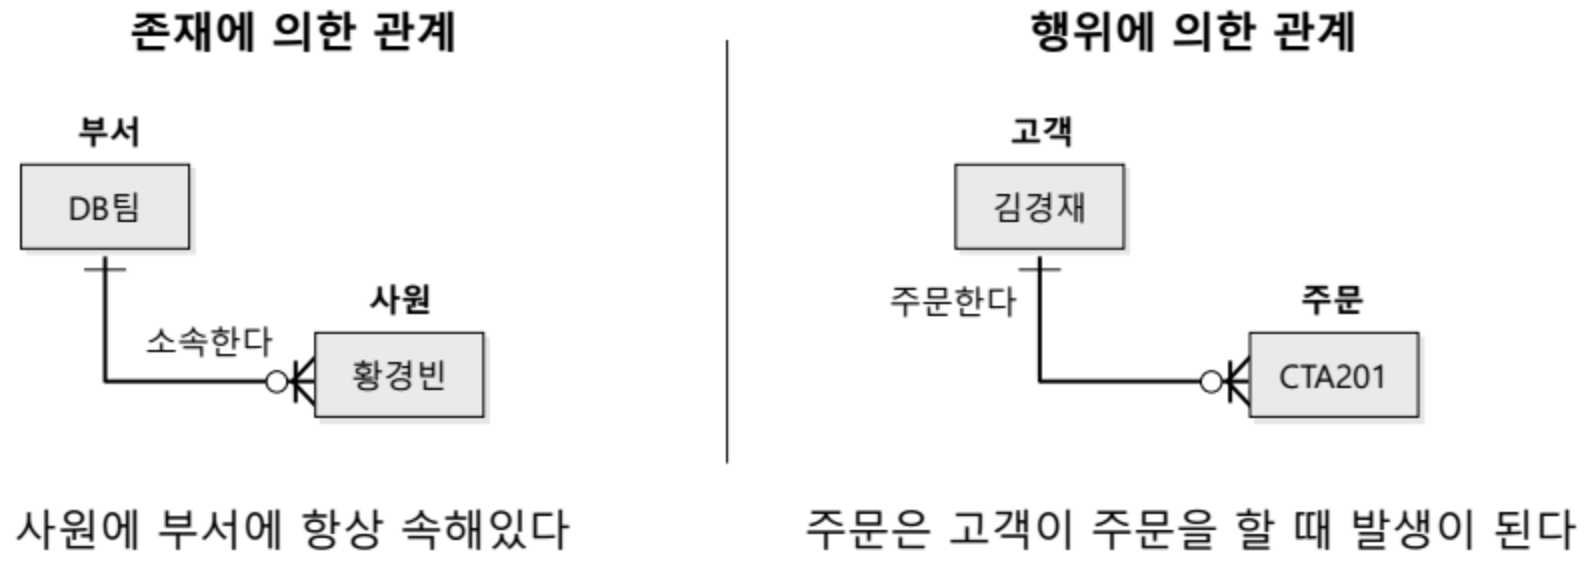 존재에 의한 관계
부서
DB팀
사원
소속한다
황경빈
사원에 부서에 항상 속해있다
행위에 의한 관계
고객
김경재
주문한다
주문
CTA201
주문은 고객이 주문을 할 때 발생이 된다